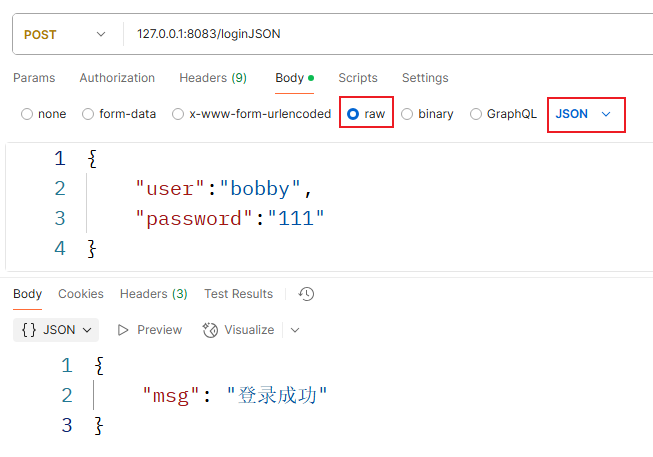 POST 127.0.0.1:8083/loginJSON
Params Authorization Headers (9) Body Scripts Settings
none form-data x-www-form-urlencoded raw binary GraphQL JSON
1 {
2 "user":"bobby",
3 "password":"111"
4 }
Body Cookies Headers (3) Test Results
{} JSON Preview Visualize
1 {
2 "msg": "登录成功"
3 }